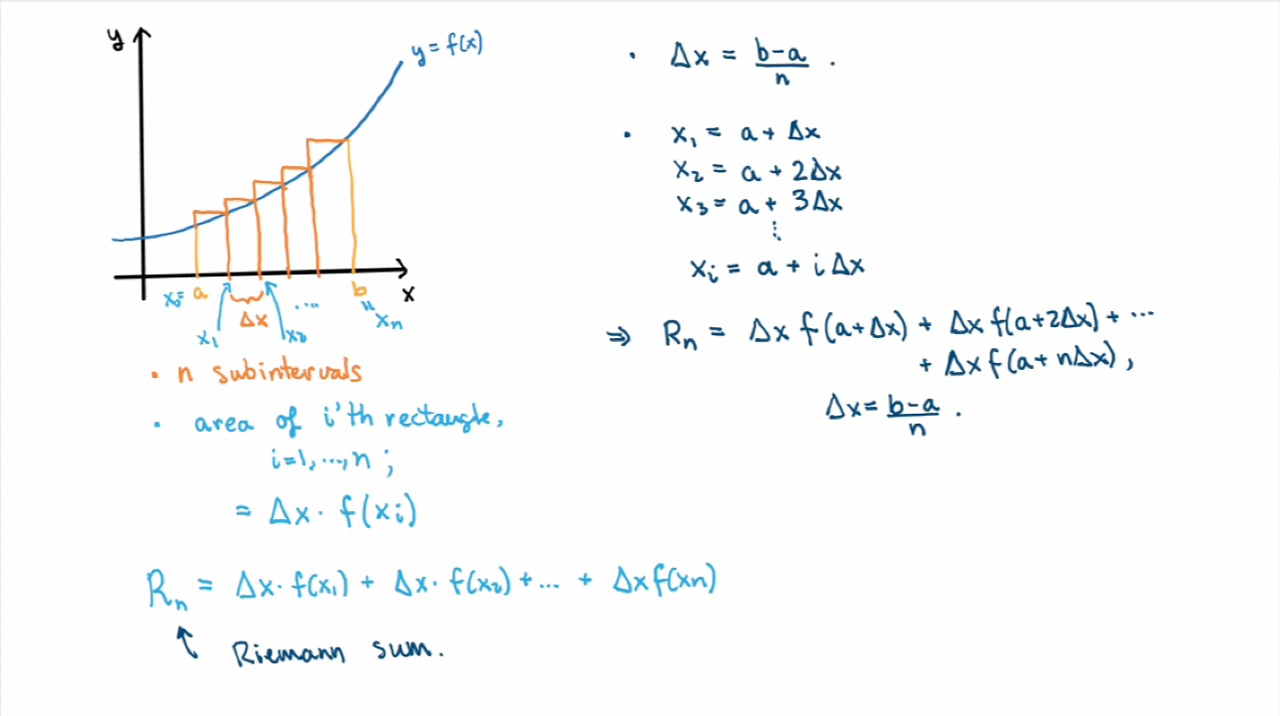 y
y = f(x)
x₀ = a
b
x
x₁
Δx
x₂
...
" xₙ
• n subintervals
• area of i'th rectangle,
i=1, ..., n ;
= Δx · f(xᵢ)
Rₙ = Δx · f(x₁) + Δx · f(x₂) + ... + Δx f(xₙ)
↑ Riemann sum.
• Δx = (b-a)/n .
• x₁ = a + Δx
x₂ = a + 2Δx
x₃ = a + 3Δx
⋮
xᵢ = a + i Δx
⇒ Rₙ = Δx f(a+Δx) + Δx f(a+2Δx) + ...
+ Δx f(a + nΔx) ,
Δx = (b-a)/n .